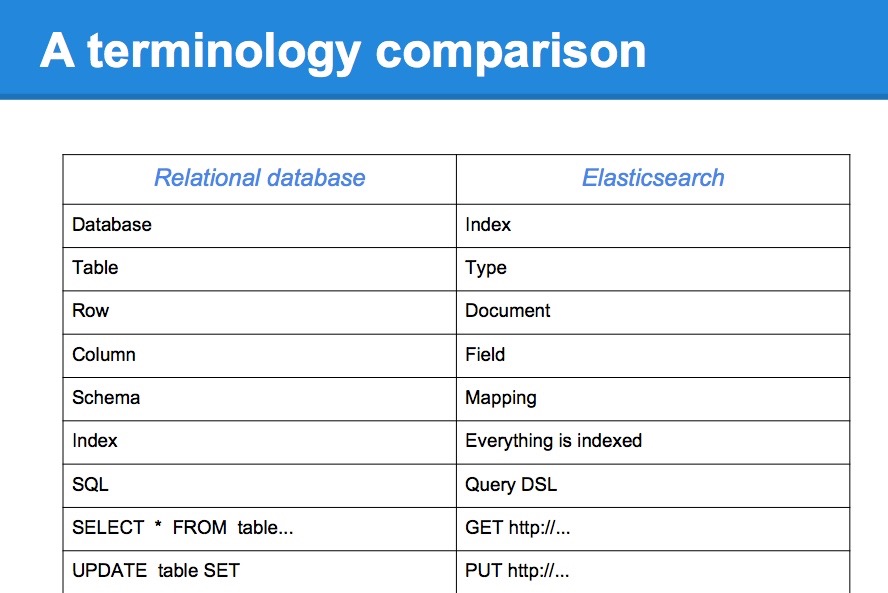 A terminology comparison
Relational database Elasticsearch
Database Index
Table Type
Row Document
Column Field
Schema Mapping
Index Everything is indexed
SQL Query DSL
SELECT * FROM table... GET http://...
UPDATE table SET PUT http://...